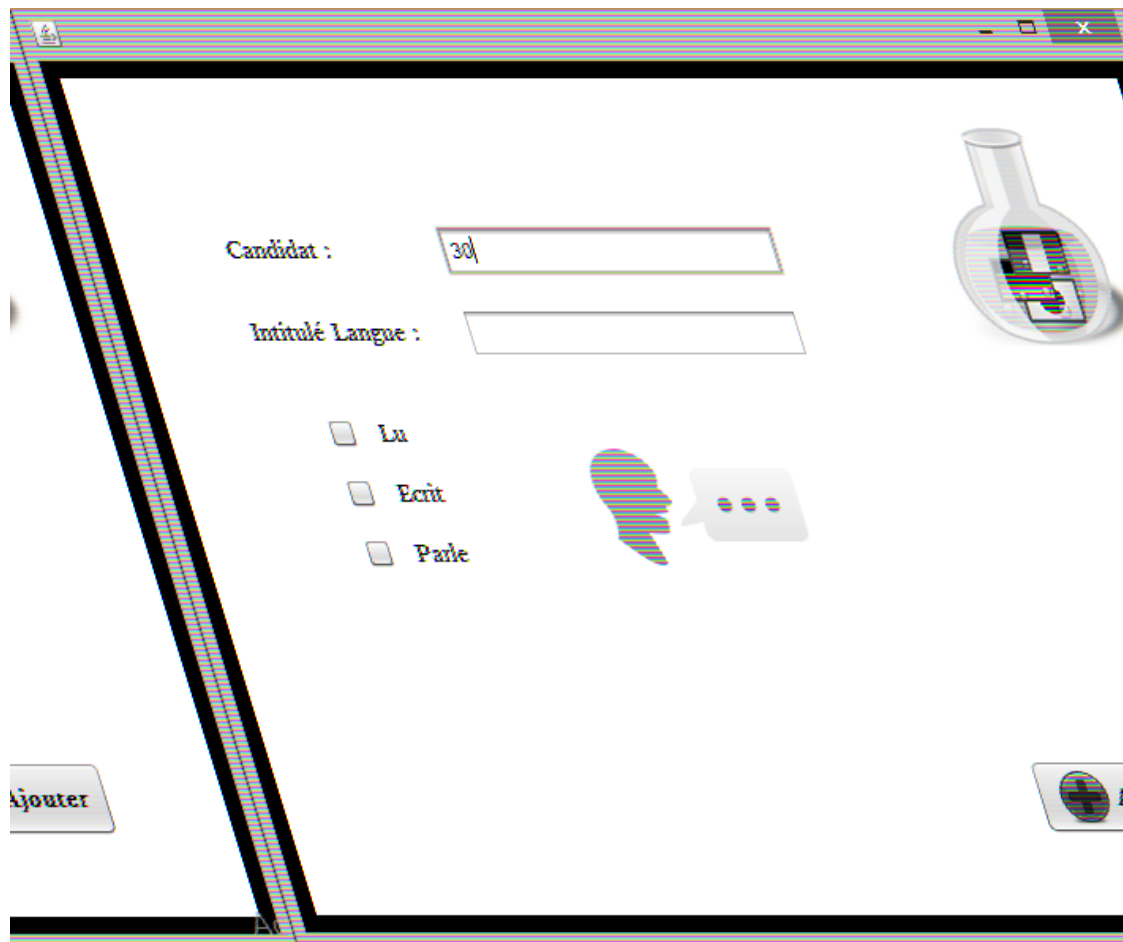 Candidat :
30
Intitulé Langue :
Lu
Ecrit
Parle
Ajouter